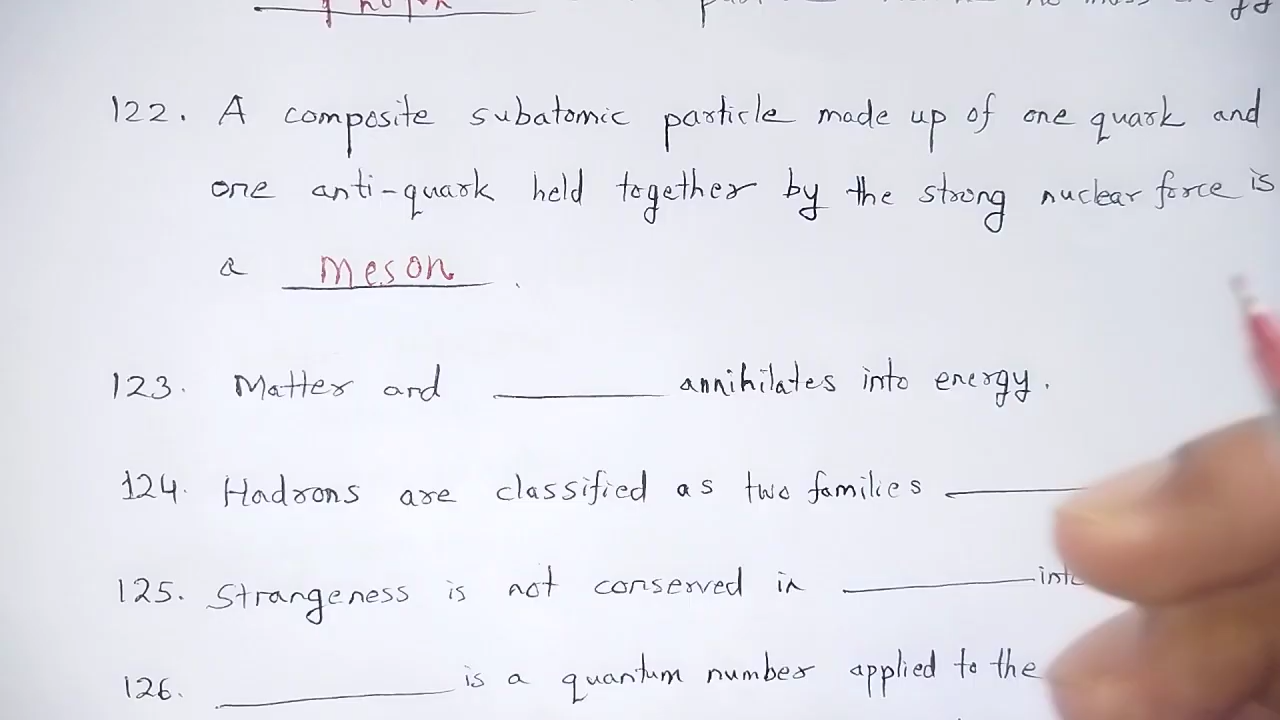 122. A composite subatomic particle made up of one quark and
one anti-quark held together by the strong nuclear force is
a meson.
123. Matter and ________ annihilates into energy.
124. Hadrons are classified as two families ________
125. Strangeness is not conserved in ________
126. ________ is a quantum number applied to the